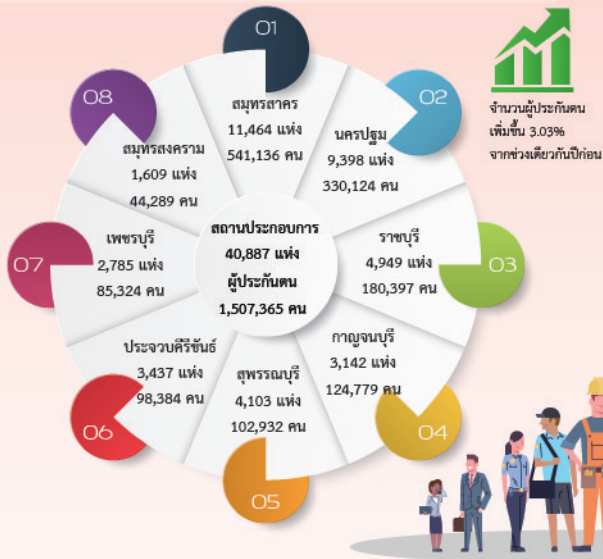 01
สมุทรสาคร
11,464 แห่ง
541,136 คน
02
นครปฐม
9,398 แห่ง
330,124 คน
03
ราชบุรี
4,949 แห่ง
180,397 คน
04
กาญจนบุรี
3,142 แห่ง
124,779 คน
05
สุพรรณบุรี
4,103 แห่ง
102,932 คน
06
ประจวบคีรีขันธ์
3,437 แห่ง
98,384 คน
07
เพชรบุรี
2,785 แห่ง
85,324 คน
08
สมุทรสงคราม
1,609 แห่ง
44,289 คน
สถานประกอบการ
40,887 แห่ง
ผู้ประกันตน
1,507,365 คน
จำนวนผู้ประกันตน
เพิ่มขึ้น 3.03%
จากช่วงเดียวกันปีก่อน